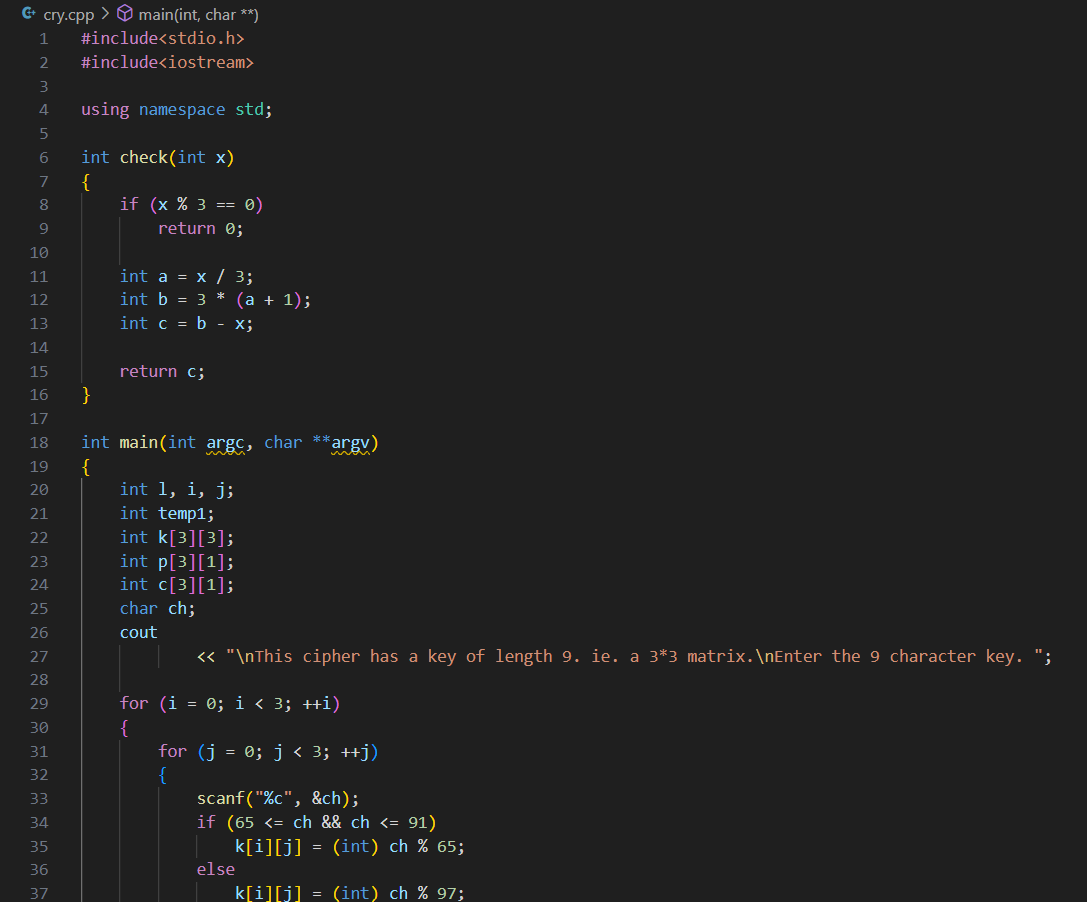 cry.cpp > main(int, char **)
1 #include<stdio.h>
2 #include<iostream>
3
4 using namespace std;
5
6 int check(int x)
7 {
8     if (x % 3 == 0)
9         return 0;
10
11     int a = x / 3;
12     int b = 3 * (a + 1);
13     int c = b - x;
14
15     return c;
16 }
17
18 int main(int argc, char **argv)
19 {
20     int l, i, j;
21     int temp1;
22     int k[3][3];
23     int p[3][1];
24     int c[3][1];
25     char ch;
26     cout
27             << "\nThis cipher has a key of length 9. ie. a 3*3 matrix.\nEnter the 9 character key. ";
28
29     for (i = 0; i < 3; ++i)
30     {
31         for (j = 0; j < 3; ++j)
32         {
33             scanf("%c", &ch);
34             if (65 <= ch && ch <= 91)
35                 k[i][j] = (int) ch % 65;
36             else
37                 k[i][j] = (int) ch % 97;